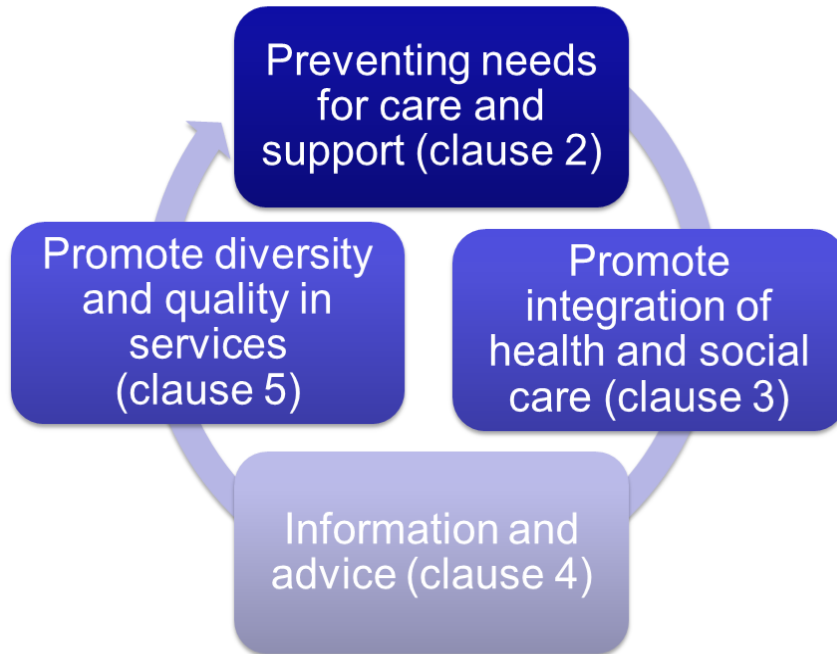 Preventing needs
for care and
support (clause 2)
Promote diversity
and quality in
services
(clause 5)
Promote
integration of
health and social
care (clause 3)
Information and
advice (clause 4)